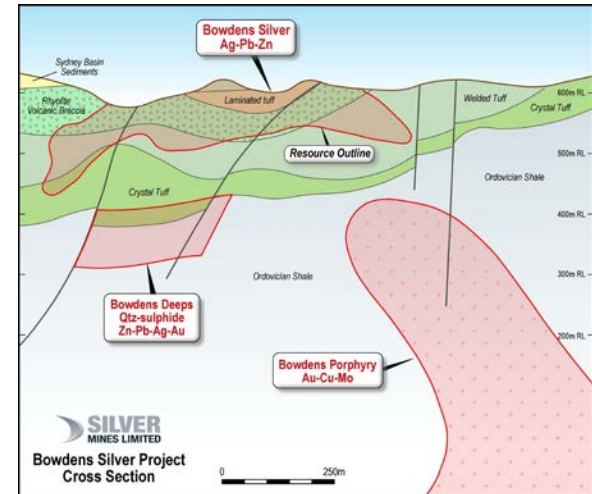 Bowdens Silver
Ag-Pb-Zn
Sydney Basin
Sediments
Rhyolite
Volcanic Breccia
Laminated tuff
Welded Tuff
600m RL
Crystal Tuff
Resource Outline
500m RL
Ordovician Shale
Crystal Tuff
400m RL
Ordovician Shale
300m RL
Bowdens Deeps
Qtz-sulphide
Zn-Pb-Ag-Au
200m RL
Bowdens Porphyry
Au-Cu-Mo
SILVER
MINES LIMITED
Bowdens Silver Project
Cross Section
0 250m